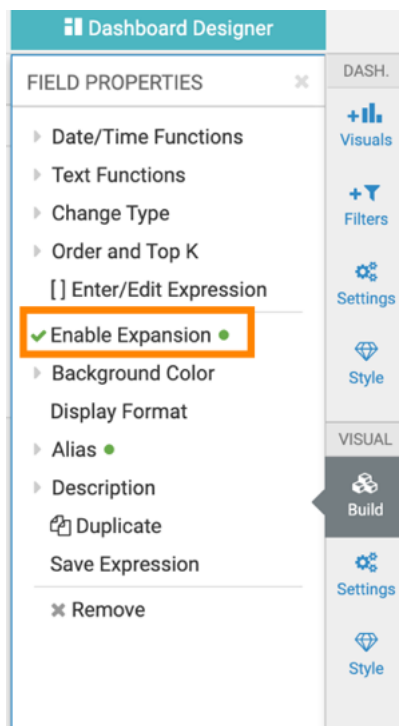 Dashboard Designer
FIELD PROPERTIES
Date/Time Functions
Text Functions
Change Type
Order and Top K
[ ] Enter/Edit Expression
Enable Expansion
Background Color
Display Format
Alias
Description
Duplicate
Save Expression
Remove
DASH.
Visuals
Filters
Settings
Style
VISUAL
Build
Settings
Style